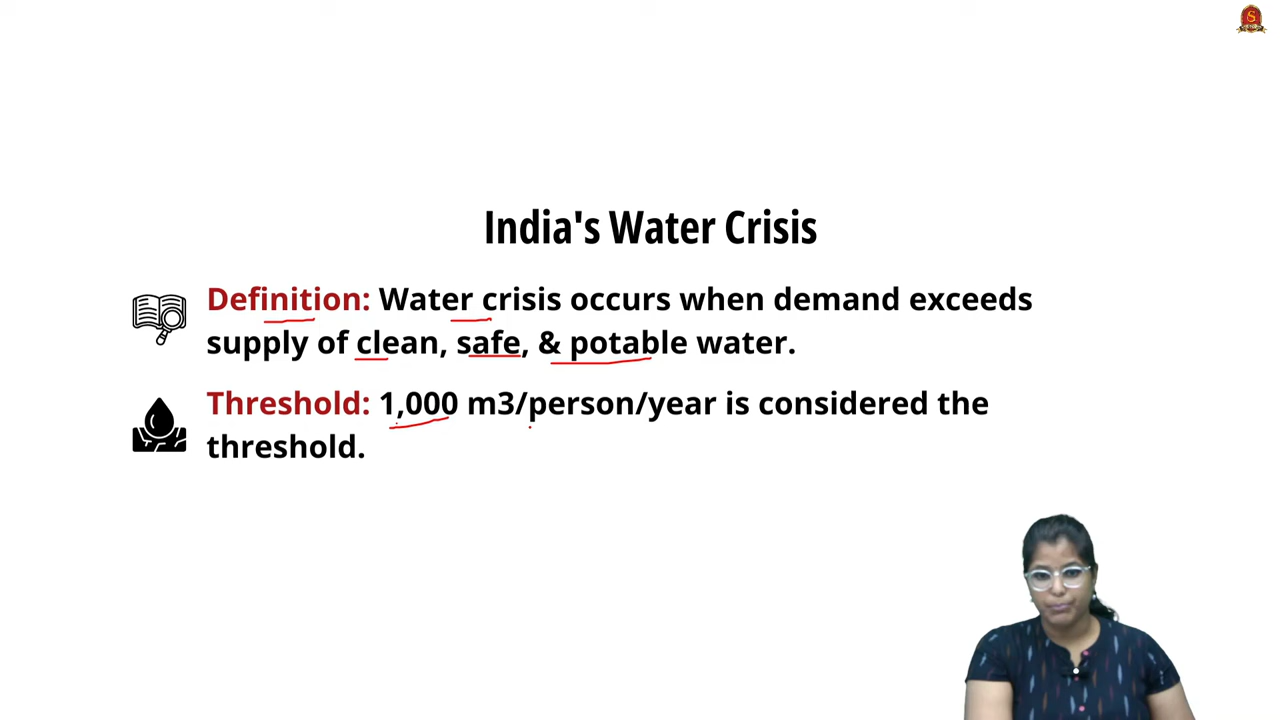 India's Water Crisis
Definition: Water crisis occurs when demand exceeds
supply of clean, safe, & potable water.
Threshold: 1,000 m3/person/year is considered the
threshold.